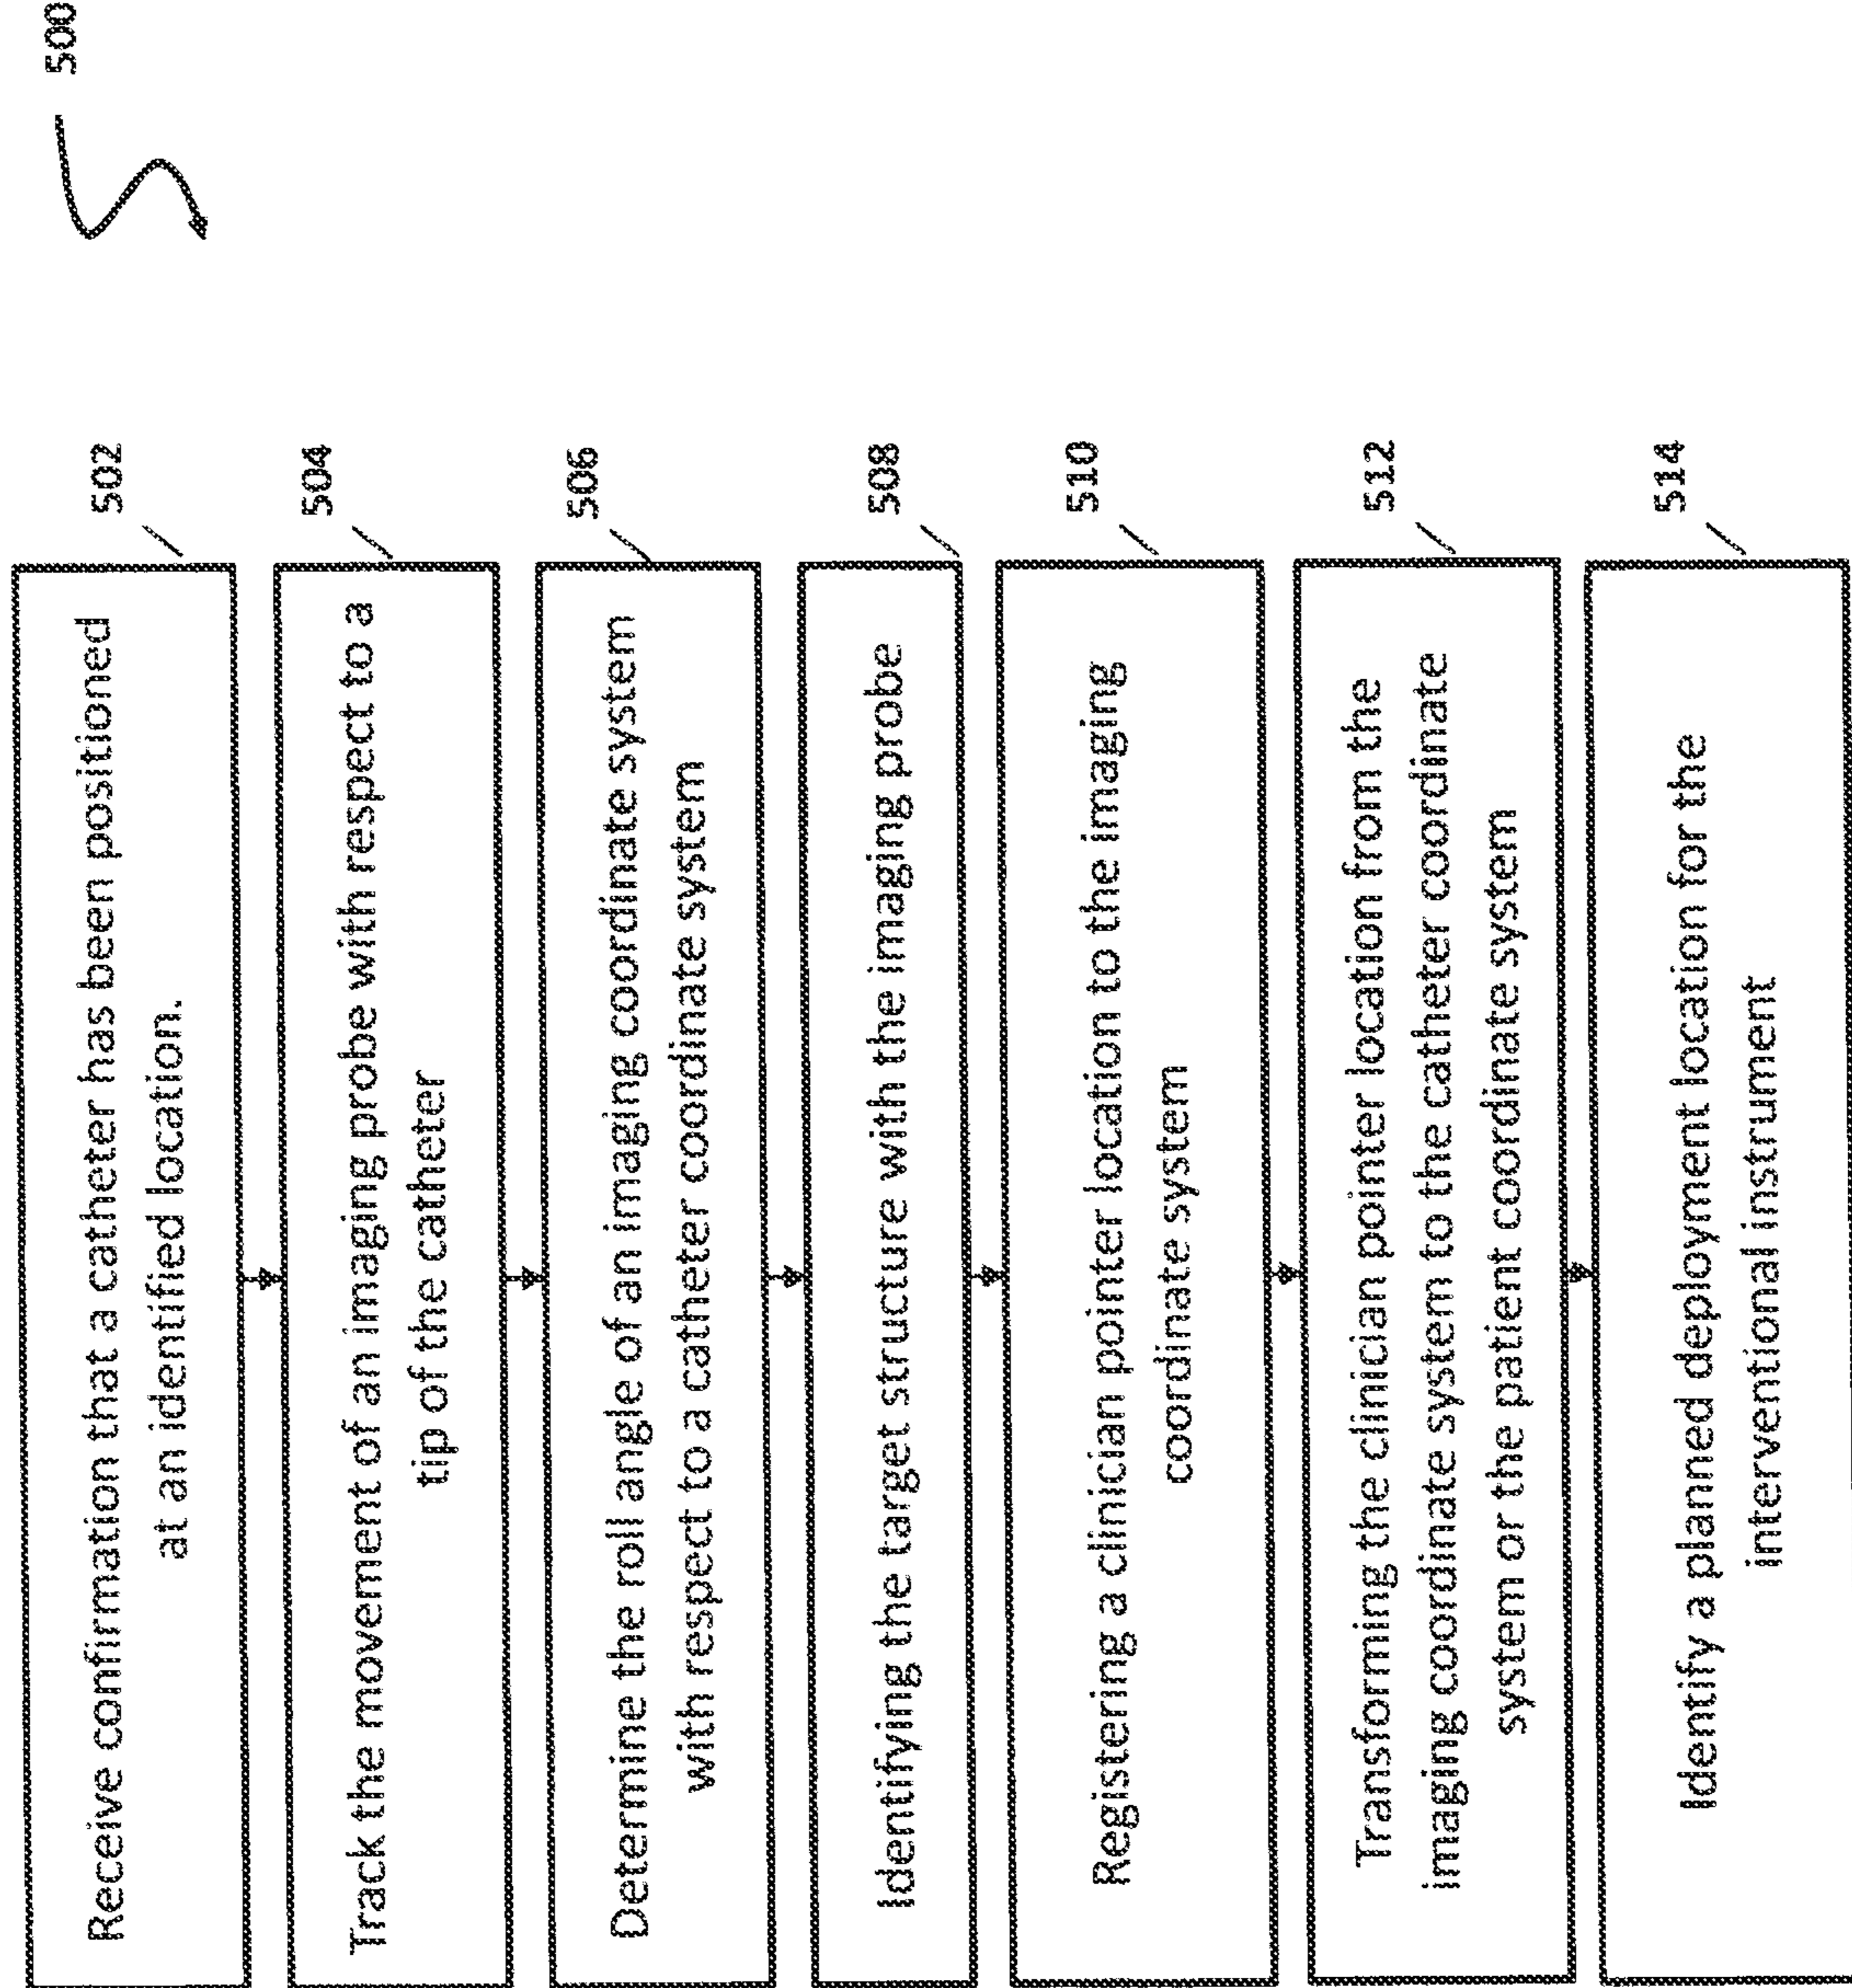 500
Receive confirmation that a catheter has been positioned
at an identified location.
502
Track the movement of an imaging probe with respect to a
tip of the catheter
504
Determine the roll angle of an imaging coordinate system
with respect to a catheter coordinate system
506
Identifying the target structure with the imaging probe
508
Registering a clinician pointer location to the imaging
coordinate system
510
Transforming the clinician pointer location from the
imaging coordinate system to the catheter coordinate
system or the patient coordinate system
512
Identify a planned deployment location for the
interventional instrument
514